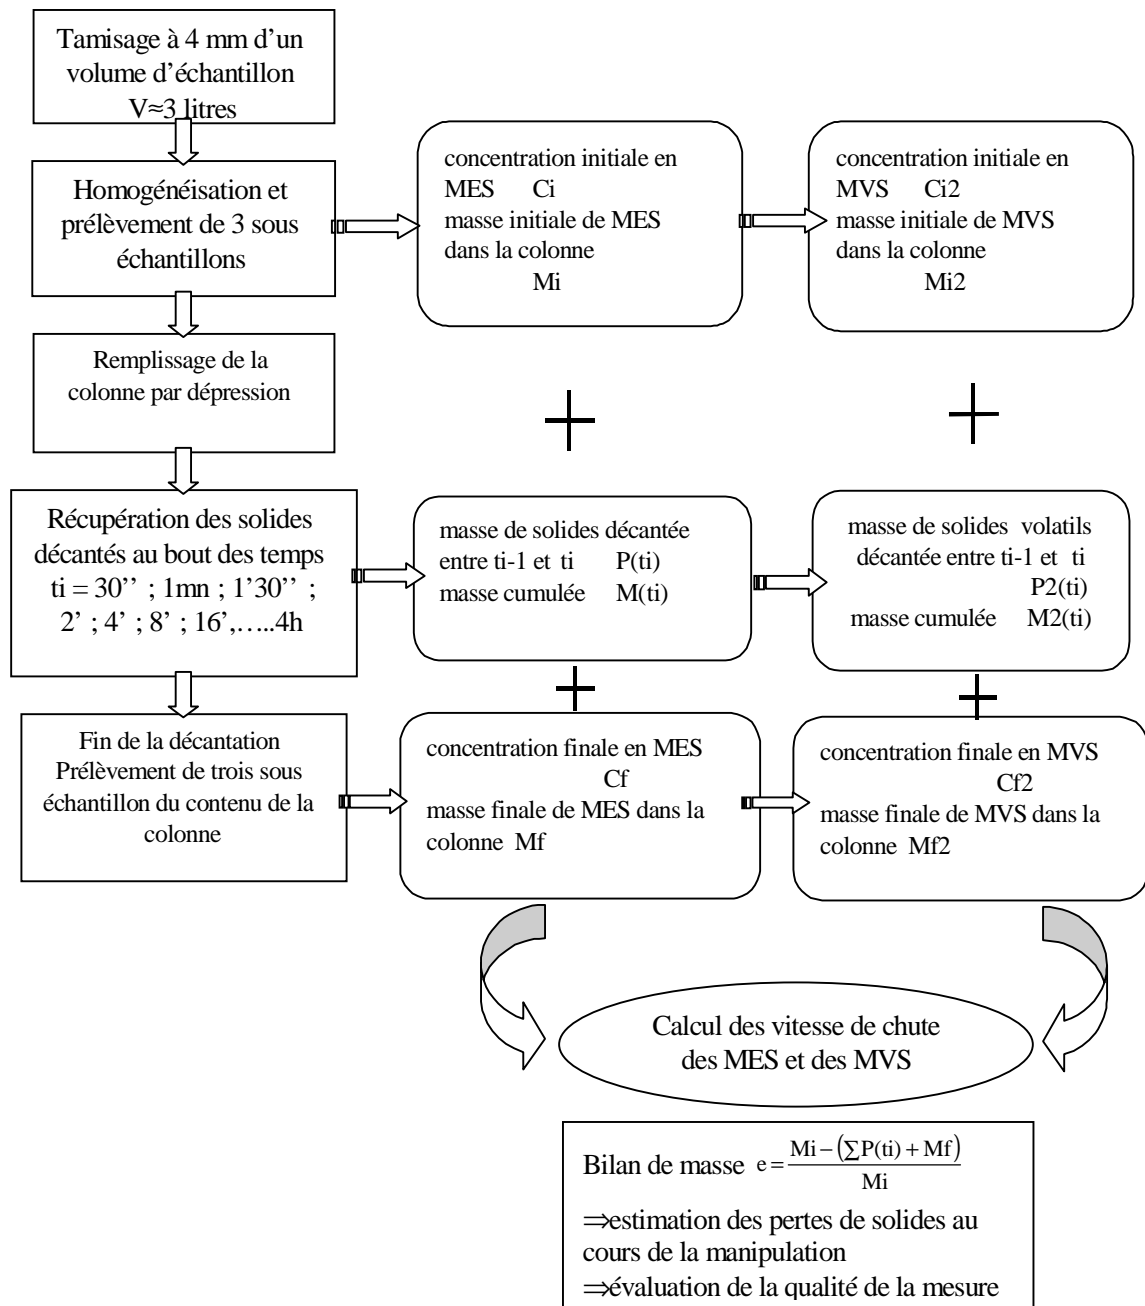 Tamisage à 4 mm d’un
volume d’échantillon
V≈3 litres
Homogénéisation et
prélèvement de 3 sous
échantillons
concentration initiale en
MES Ci
masse initiale de MES
dans la colonne
Mi
concentration initiale en
MVS Ci2
masse initiale de MVS
dans la colonne
Mi2
Remplissage de la
colonne par dépression
Récupération des solides
décantés au bout des temps
ti = 30’’ ; 1mn ; 1’30’’ ;
2’ ; 4’ ; 8’ ; 16’,…..4h
masse de solides décantée
entre ti-1 et ti P(ti)
masse cumulée M(ti)
masse de solides volatils
décantée entre ti-1 et ti
P2(ti)
masse cumulée M2(ti)
Fin de la décantation
Prélèvement de trois sous
échantillon du contenu de la
colonne
concentration finale en MES
Cf
masse finale de MES dans la
colonne Mf
concentration finale en MVS
Cf2
masse finale de MVS dans la
colonne Mf2
Calcul des vitesse de chute
des MES et des MVS
Bilan de masse e = (Mi − (∑P(ti) + Mf)) / Mi
⇒estimation des pertes de solides au
cours de la manipulation
⇒évaluation de la qualité de la mesure